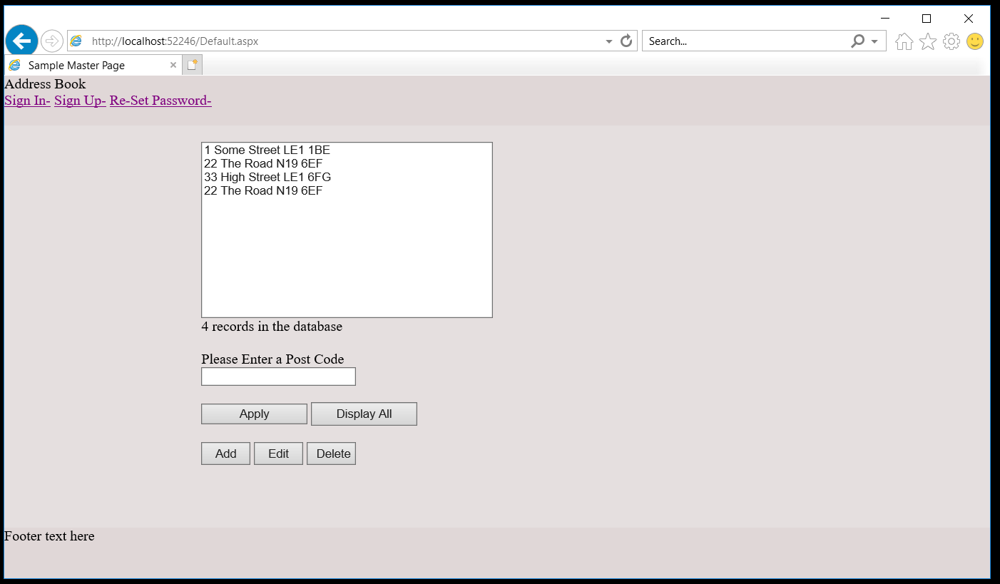 http://localhost:52246/Default.aspx
Search...
Sample Master Page
Address Book
Sign In- Sign Up- Re-Set Password-
1 Some Street LE1 1BE
22 The Road N19 6EF
33 High Street LE1 6FG
22 The Road N19 6EF
4 records in the database
Please Enter a Post Code
Apply Display All
Add Edit Delete
Footer text here